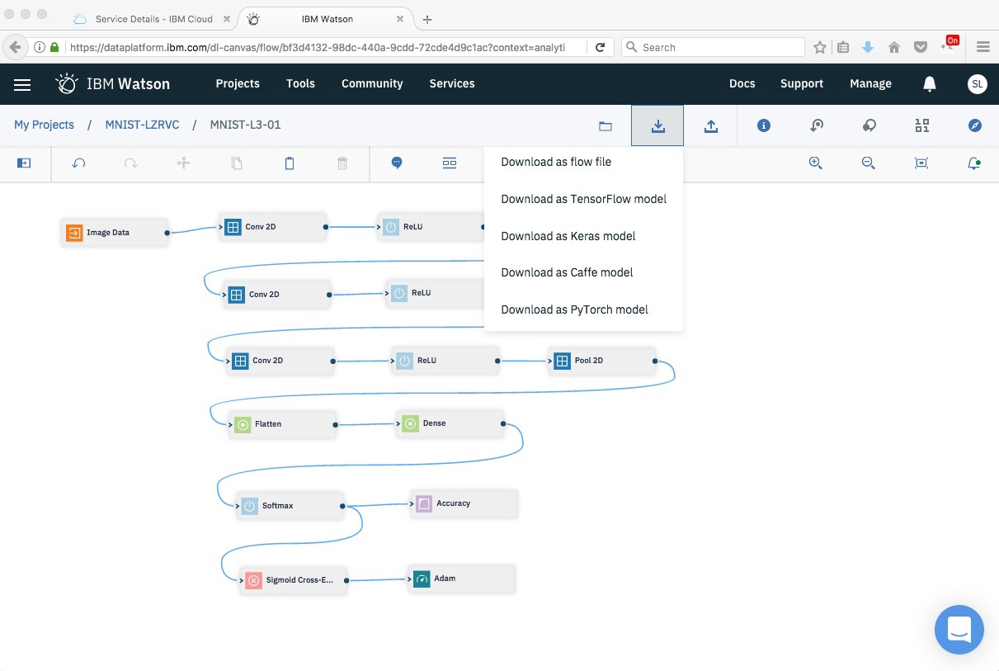 Service Details - IBM Cloud
IBM Watson
https://dataplatform.ibm.com/dl-canvas/flow/bf3d4132-98dc-440a-9cdd-72cde4d9c1ac?context=analyti
Search
On
IBM Watson
Projects
Tools
Community
Services
Docs
Support
Manage
SL
My Projects / MNIST-LZRVC / MNIST-L3-01
Download as flow file
Download as TensorFlow model
Download as Keras model
Download as Caffe model
Download as PyTorch model
Image Data
Conv 2D
ReLU
Conv 2D
ReLU
Conv 2D
ReLU
Pool 2D
Flatten
Dense
Softmax
Accuracy
Sigmoid Cross-E...
Adam